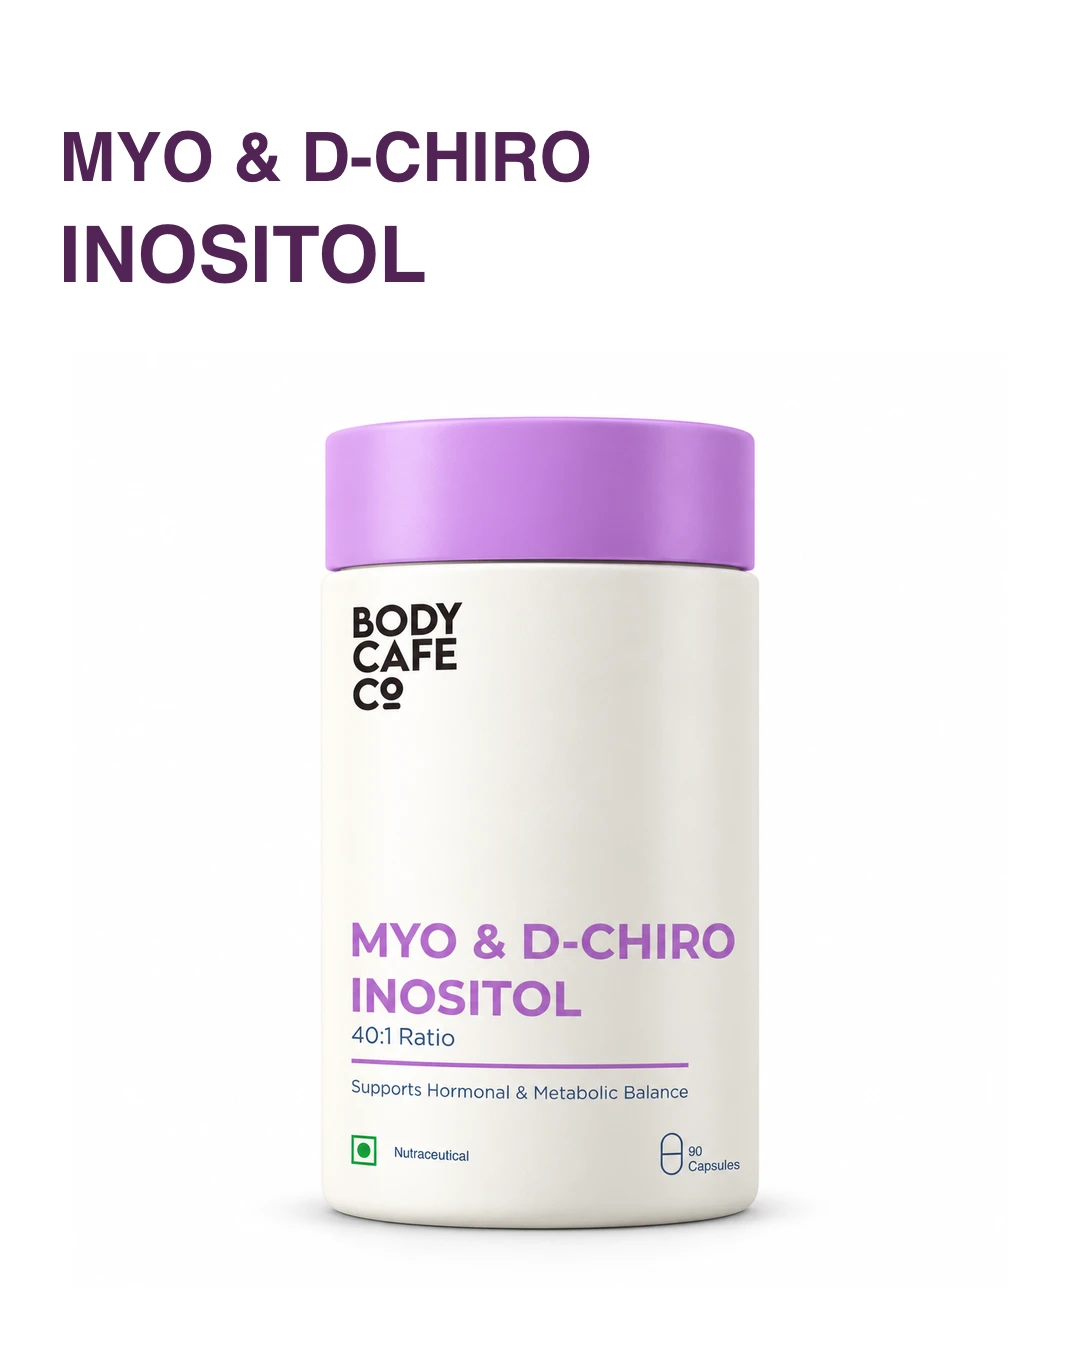 MYO & D-CHIRO
INOSITOL
BODY
CAFE
Co
MYO & D-CHIRO
INOSITOL
40:1 Ratio
Supports Hormonal & Metabolic Balance
Nutraceutical
90
Capsules